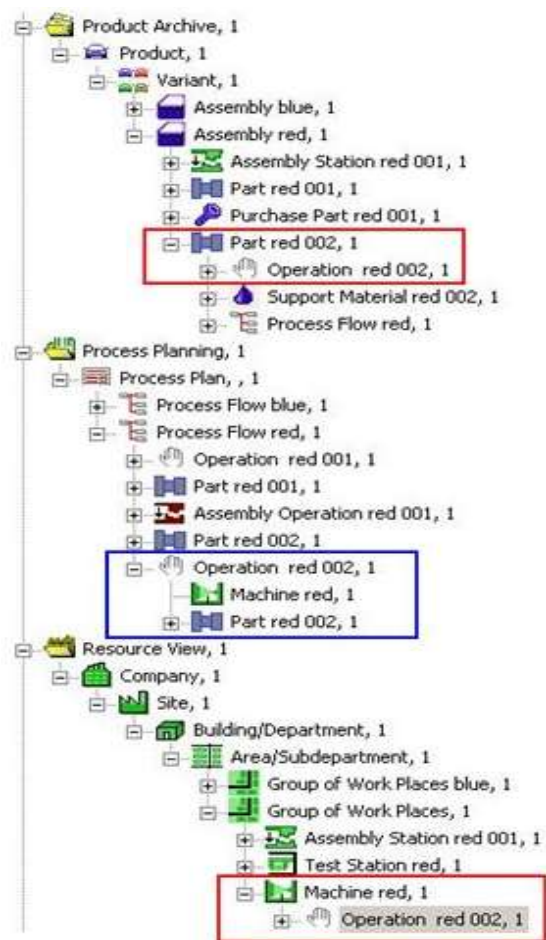 Product Archive, 1
Product, 1
Variant, 1
Assembly blue, 1
Assembly red, 1
Assembly Station red 001, 1
Part red 001, 1
Purchase Part red 001, 1
Part red 002, 1
Operation red 002, 1
Support Material red 002, 1
Process Flow red, 1
Process Planning, 1
Process Plan, , 1
Process Flow blue, 1
Process Flow red, 1
Operation red 001, 1
Part red 001, 1
Assembly Operation red 001, 1
Part red 002, 1
Operation red 002, 1
Machine red, 1
Part red 002, 1
Resource View, 1
Company, 1
Site, 1
Building/Department, 1
Area/Subdepartment, 1
Group of Work Places blue, 1
Group of Work Places, 1
Assembly Station red 001, 1
Test Station red, 1
Machine red, 1
Operation red 002, 1